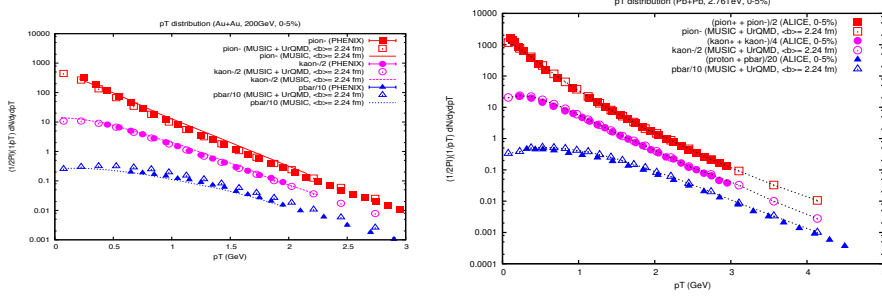 pT distribution (Au+Au, 200GeV, 0-5%)
1000
100
10
1
0.1
0.01
0.001
(1/2PI)(1/pT) dN/dydpT
pion- (PHENIX)
pion- (MUSIC + UrQMD, <b>= 2.24 fm)
pion- (MUSIC, <b>= 2.24 fm)
kaon-/2 (PHENIX)
kaon-/2 (MUSIC + UrQMD, <b>= 2.24 fm)
kaon-/2 (MUSIC, <b>= 2.24 fm)
pbar/10 (PHENIX)
pbar/10 (MUSIC + UrQMD, <b>= 2.24 fm)
pbar/10 (MUSIC, <b>= 2.24 fm)
0
0.5
1
1.5
2
2.5
3
pT (GeV)
pT distribution (Pb+Pb, 2.76TeV, 0-5%)
10000
1000
100
10
1
0.1
0.01
0.001
0.0001
(1/2PI)(1/pT) dN/dydpT
(pion+ + pion-)/2 (ALICE, 0-5%)
pion- (MUSIC + UrQMD, <b>= 2.24 fm)
(kaon+ + kaon-)/4 (ALICE, 0-5%)
kaon-/2 (MUSIC + UrQMD, <b>= 2.24 fm)
(proton + pbar)/20 (ALICE, 0-5%)
pbar/10 (MUSIC + UrQMD, <b>= 2.24 fm)
0
1
2
3
4
pT (GeV)